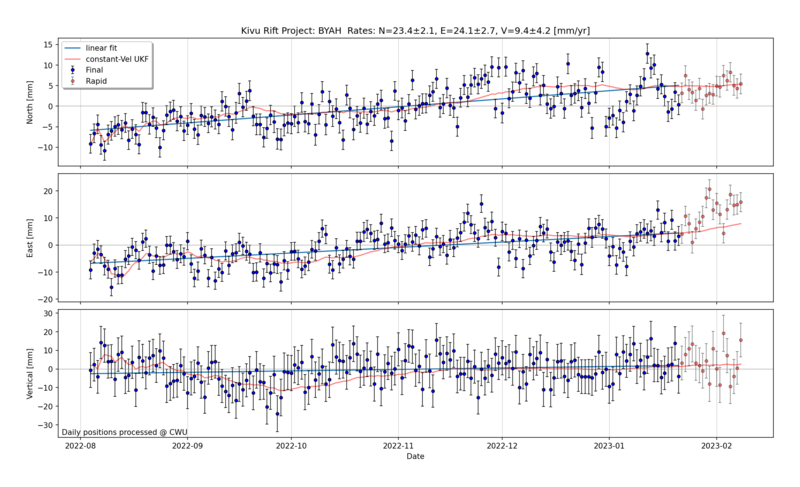 Kivu Rift Project: BYAH Rates: N=23.4±2.1, E=24.1±2.7, V=9.4±4.2 [mm/yr]
linear fit
constant-Vel UKF
Final
Rapid
North [mm]
15
10
5
0
−5
−10
East [mm]
20
10
0
−10
−20
Vertical [mm]
30
20
10
0
−10
−20
−30
Daily positions processed @ CWU
2022-08
2022-09
2022-10
2022-11
2022-12
2023-01
2023-02
Date